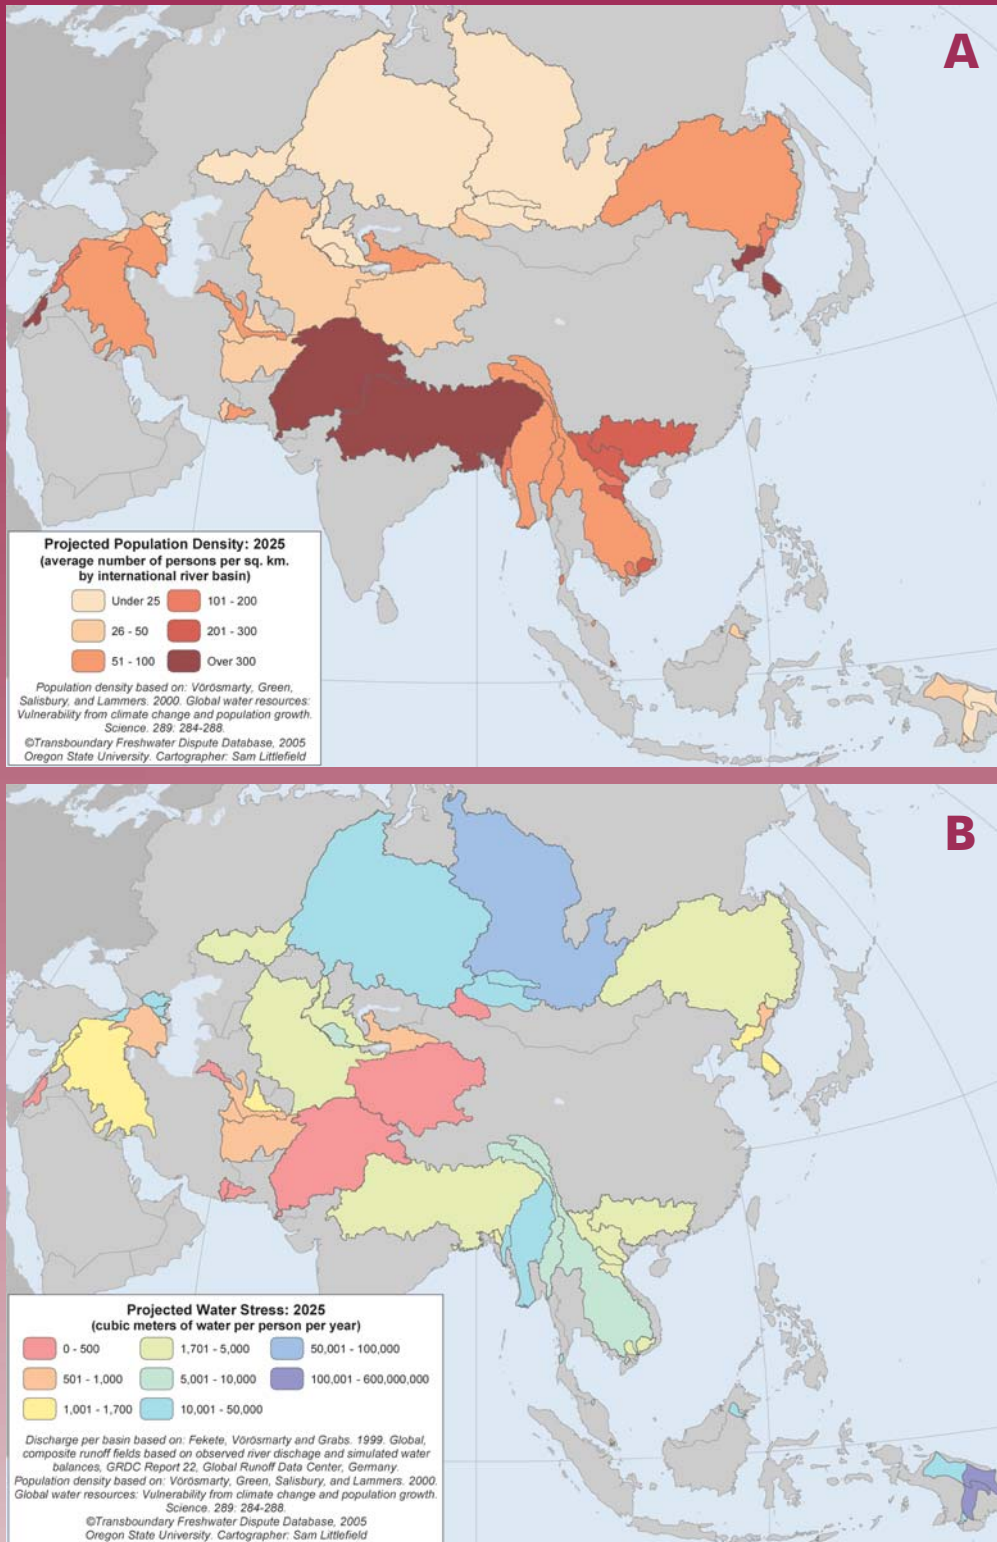 A
Projected Population Density: 2025
(average number of persons per sq. km.
by international river basin)
Under 25
101 - 200
26 - 50
201 - 300
51 - 100
Over 300
Population density based on: Vörösmarty, Green,
Salisbury, and Lammers. 2000. Global water resources:
Vulnerability from climate change and population growth.
Science. 289: 284-288.
©Transboundary Freshwater Dispute Database, 2005
Oregon State University. Cartographer: Sam Littlefield
B
Projected Water Stress: 2025
(cubic meters of water per person per year)
0 - 500
1,701 - 5,000
50,001 - 100,000
501 - 1,000
5,001 - 10,000
100,001 - 600,000,000
1,001 - 1,700
10,001 - 50,000
Discharge per basin based on: Fekete, Vörösmarty and Grabs. 1999. Global,
composite runoff fields based on observed river dischage and simulated water
balances, GRDC Report 22, Global Runoff Data Center, Germany.
Population density based on: Vörösmarty, Green, Salisbury, and Lammers. 2000.
Global water resources: Vulnerability from climate change and population growth.
Science. 289: 284-288.
©Transboundary Freshwater Dispute Database, 2005
Oregon State University. Cartographer: Sam Littlefield